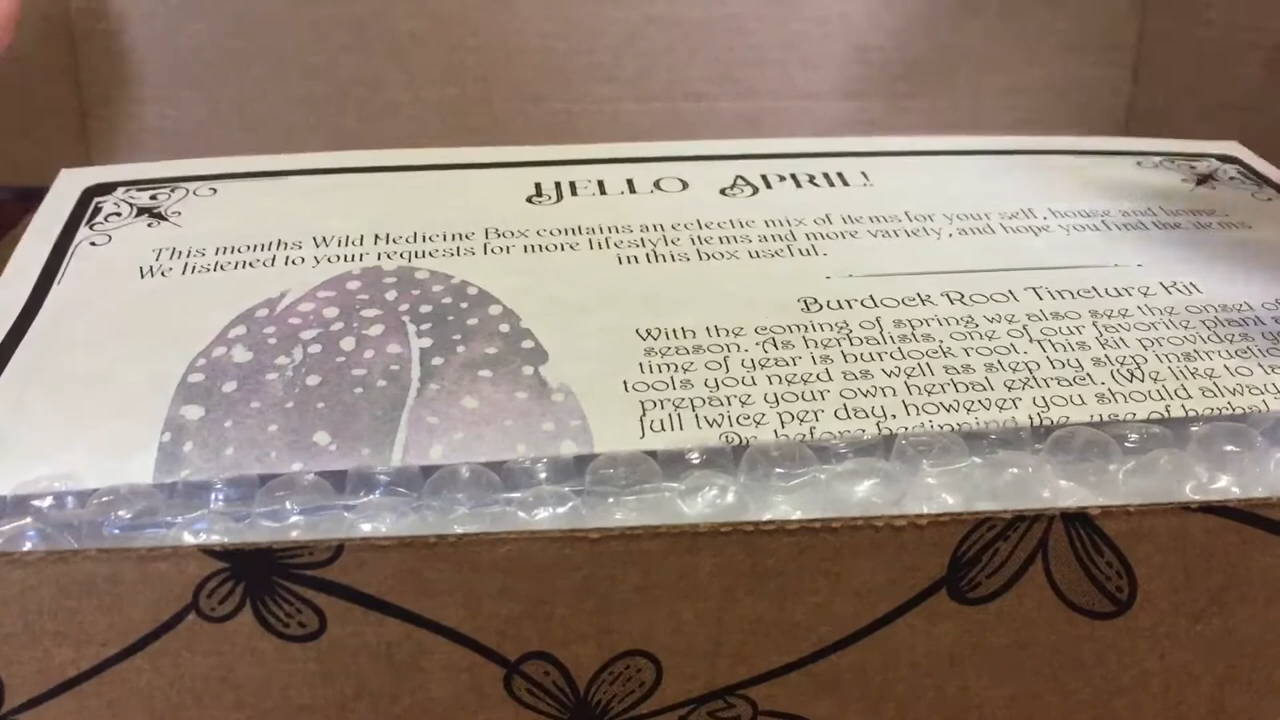 HELLO APRIL!
This months Wild Medicine Box contains an eclectic mix of items for your self, house and home.
We listened to your requests for more lifestyle items and more variety, and hope you find the items
in this box useful.
Burdock Root Tincture Kit
With the coming of spring we also see the onset of
season. As herbalists, one of our favorite plant
time of year is burdock root. This kit provides
tools you need as well as step by step
prepare your own herbal extract. (We like to
full twice per day, however you should
Dr. before beginning the use of herbal